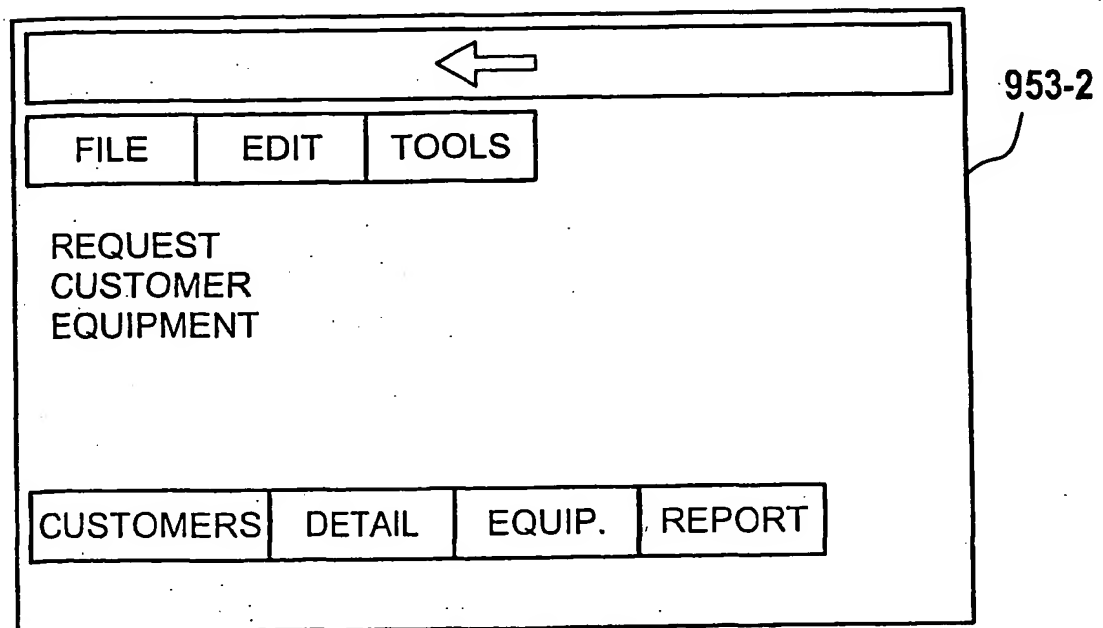 953-2
FILE EDIT TOOLS
REQUEST
CUSTOMER
EQUIPMENT
CUSTOMERS DETAIL EQUIP. REPORT